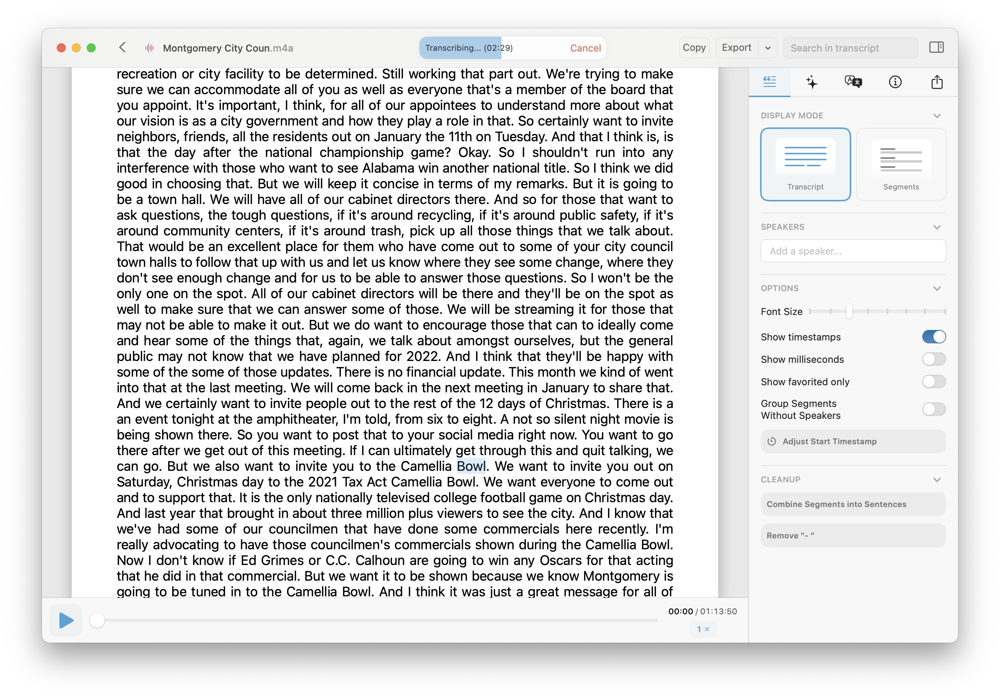 Montgomery City Coun.m4a
Transcribing... (02:29)
Cancel
Copy
Export
Search in transcript
recreation or city facility to be determined. Still working that part out. We're trying to make
sure we can accommodate all of you as well as everyone that's a member of the board that
you appoint. It's important, I think, for all of our appointees to understand more about what
our vision is as a city government and how they play a role in that. So certainly want to invite
neighbors, friends, all the residents out on January the 11th on Tuesday. And that I think is, is
that the day after the national championship game? Okay. So I shouldn't run into any
interference with those who want to see Alabama win another national title. So I think we did
good in choosing that. But we will keep it concise in terms of my remarks. But it is going to
be a town hall. We will have all of our cabinet directors there. And so for those that want to
ask questions, the tough questions, if it's around recycling, if it's around public safety, if it's
around community centers, if it's around trash, pick up all those things that we talk about.
That would be an excellent place for them who have come out to some of your city council
town halls to follow that up with us and let us know where they see some change, where they
don't see enough change and for us to be able to answer those questions. So I won't be the
only one on the spot. All of our cabinet directors will be there and they'll be on the spot as
well to make sure that we can answer some of those. We will be streaming it for those that
may not be able to make it out. But we do want to encourage those that can to ideally come
and hear some of the things that, again, we talk about amongst ourselves, but the general
public may not know that we have planned for 2022. And I think that they'll be happy with
some of the some of those updates. There is no financial update. This month we kind of went
into that at the last meeting. We will come back in the next meeting in January to share that.
And we certainly want to invite people out to the rest of the 12 days of Christmas. There is a
an event tonight at the amphitheater, I'm told, from six to eight. A not so silent night movie is
being shown there. So you want to post that to your social media right now. You want to go
there after we get out of this meeting. If I can ultimately get through this and quit talking, we
can go. But we also want to invite you to the Camellia Bowl. We want to invite you out on
Saturday, Christmas day to the 2021 Tax Act Camellia Bowl. We want everyone to come out
and to support that. It is the only nationally televised college football game on Christmas day.
And last year that brought in about three million plus viewers to see the city. And I know that
we've had some of our councilmen that have done some commercials here recently. I'm
really advocating to have those councilmen's commercials shown during the Camellia Bowl.
Now I don't know if Ed Grimes or C.C. Calhoun are going to win any Oscars for that acting
that he did in that commercial. But we want it to be shown because we know Montgomery is
going to be tuned in to the Camellia Bowl. And I think it was just a great message for all of
00:00 / 01:13:50
1 ×
DISPLAY MODE
Transcript
Segments
SPEAKERS
Add a speaker...
OPTIONS
Font Size
Show timestamps
Show milliseconds
Show favorited only
Group Segments
Without Speakers
Adjust Start Timestamp
CLEANUP
Combine Segments into Sentences
Remove "- "